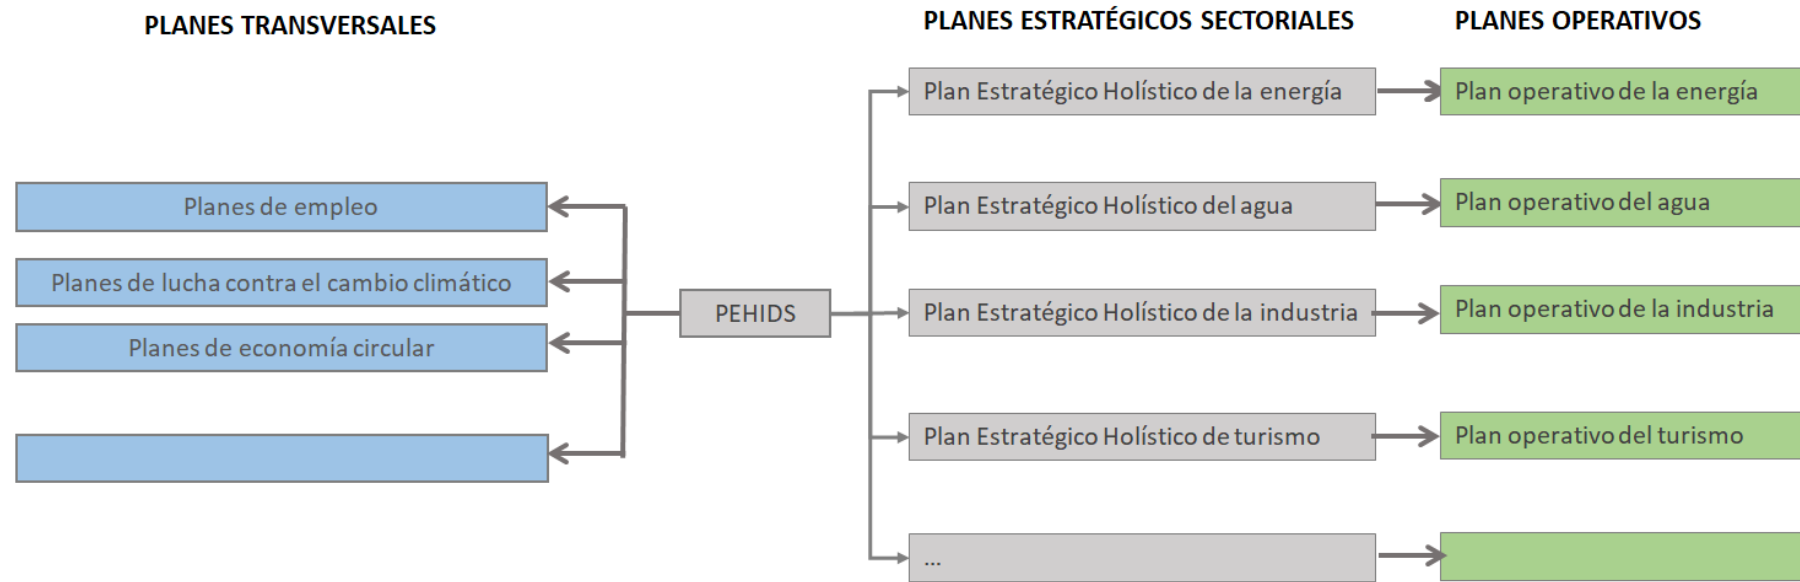 PLANES TRANSVERSALES
PLANES ESTRATÉGICOS SECTORIALES
PLANES OPERATIVOS
Plan Estratégico Holístico de la energía
Plan operativo de la energía
Planes de empleo
Plan Estratégico Holístico del agua
Plan operativo del agua
Planes de lucha contra el cambio climático
PEHIDS
Plan Estratégico Holístico de la industria
Plan operativo de la industria
Planes de economía circular
Plan Estratégico Holístico de turismo
Plan operativo del turismo
...